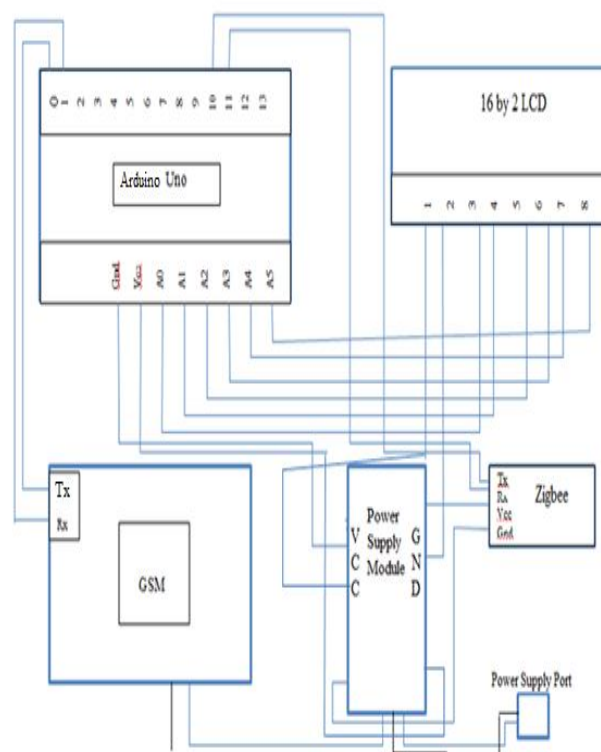 0 1 2 3 4 5 6 7 8 9 10 11 12 13
Arduino Uno
Gnd Vcc A0 A1 A2 A3 A4 A5
16 by 2 LCD
1 2 3 4 5 6 7 8
Tx
Rx
GSM
VCC
Power
Supply
Module
GND
Tx
Rx
Vcc
Gnd
Zigbee
Power Supply Port